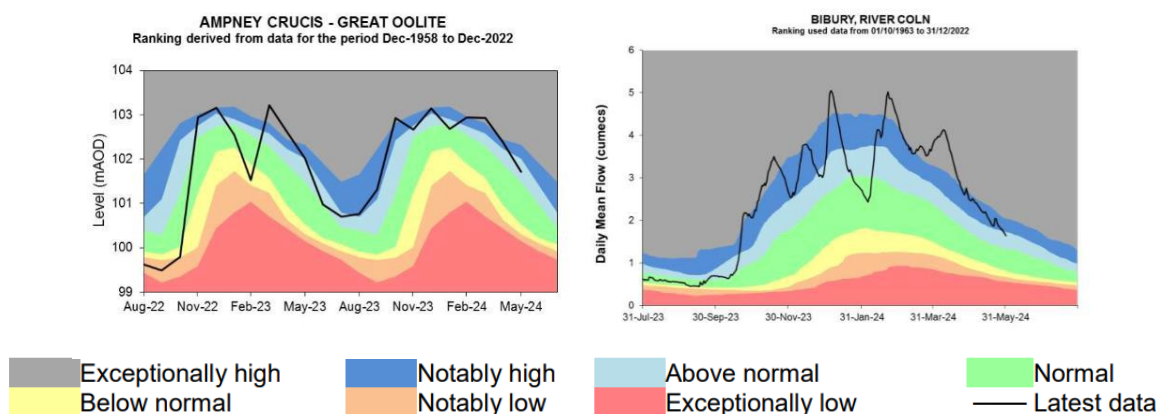 AMPNEY CRUCIS - GREAT OOLITE
Ranking derived from data for the period Dec-1958 to Dec-2022
104
103
102
101
100
99
Level (mAOD)
Aug-22 Nov-22 Feb-23 May-23 Aug-23 Nov-23 Feb-24 May-24
BIBURY, RIVER COLN
Ranking used data from 01/10/1963 to 31/12/2022
6
5
4
3
2
1
0
Daily Mean Flow (cumecs)
31-Jul-23 30-Sep-23 30-Nov-23 31-Jan-24 31-Mar-24 31-May-24
Exceptionally high Notably high Above normal Normal
Below normal Notably low Exceptionally low Latest data